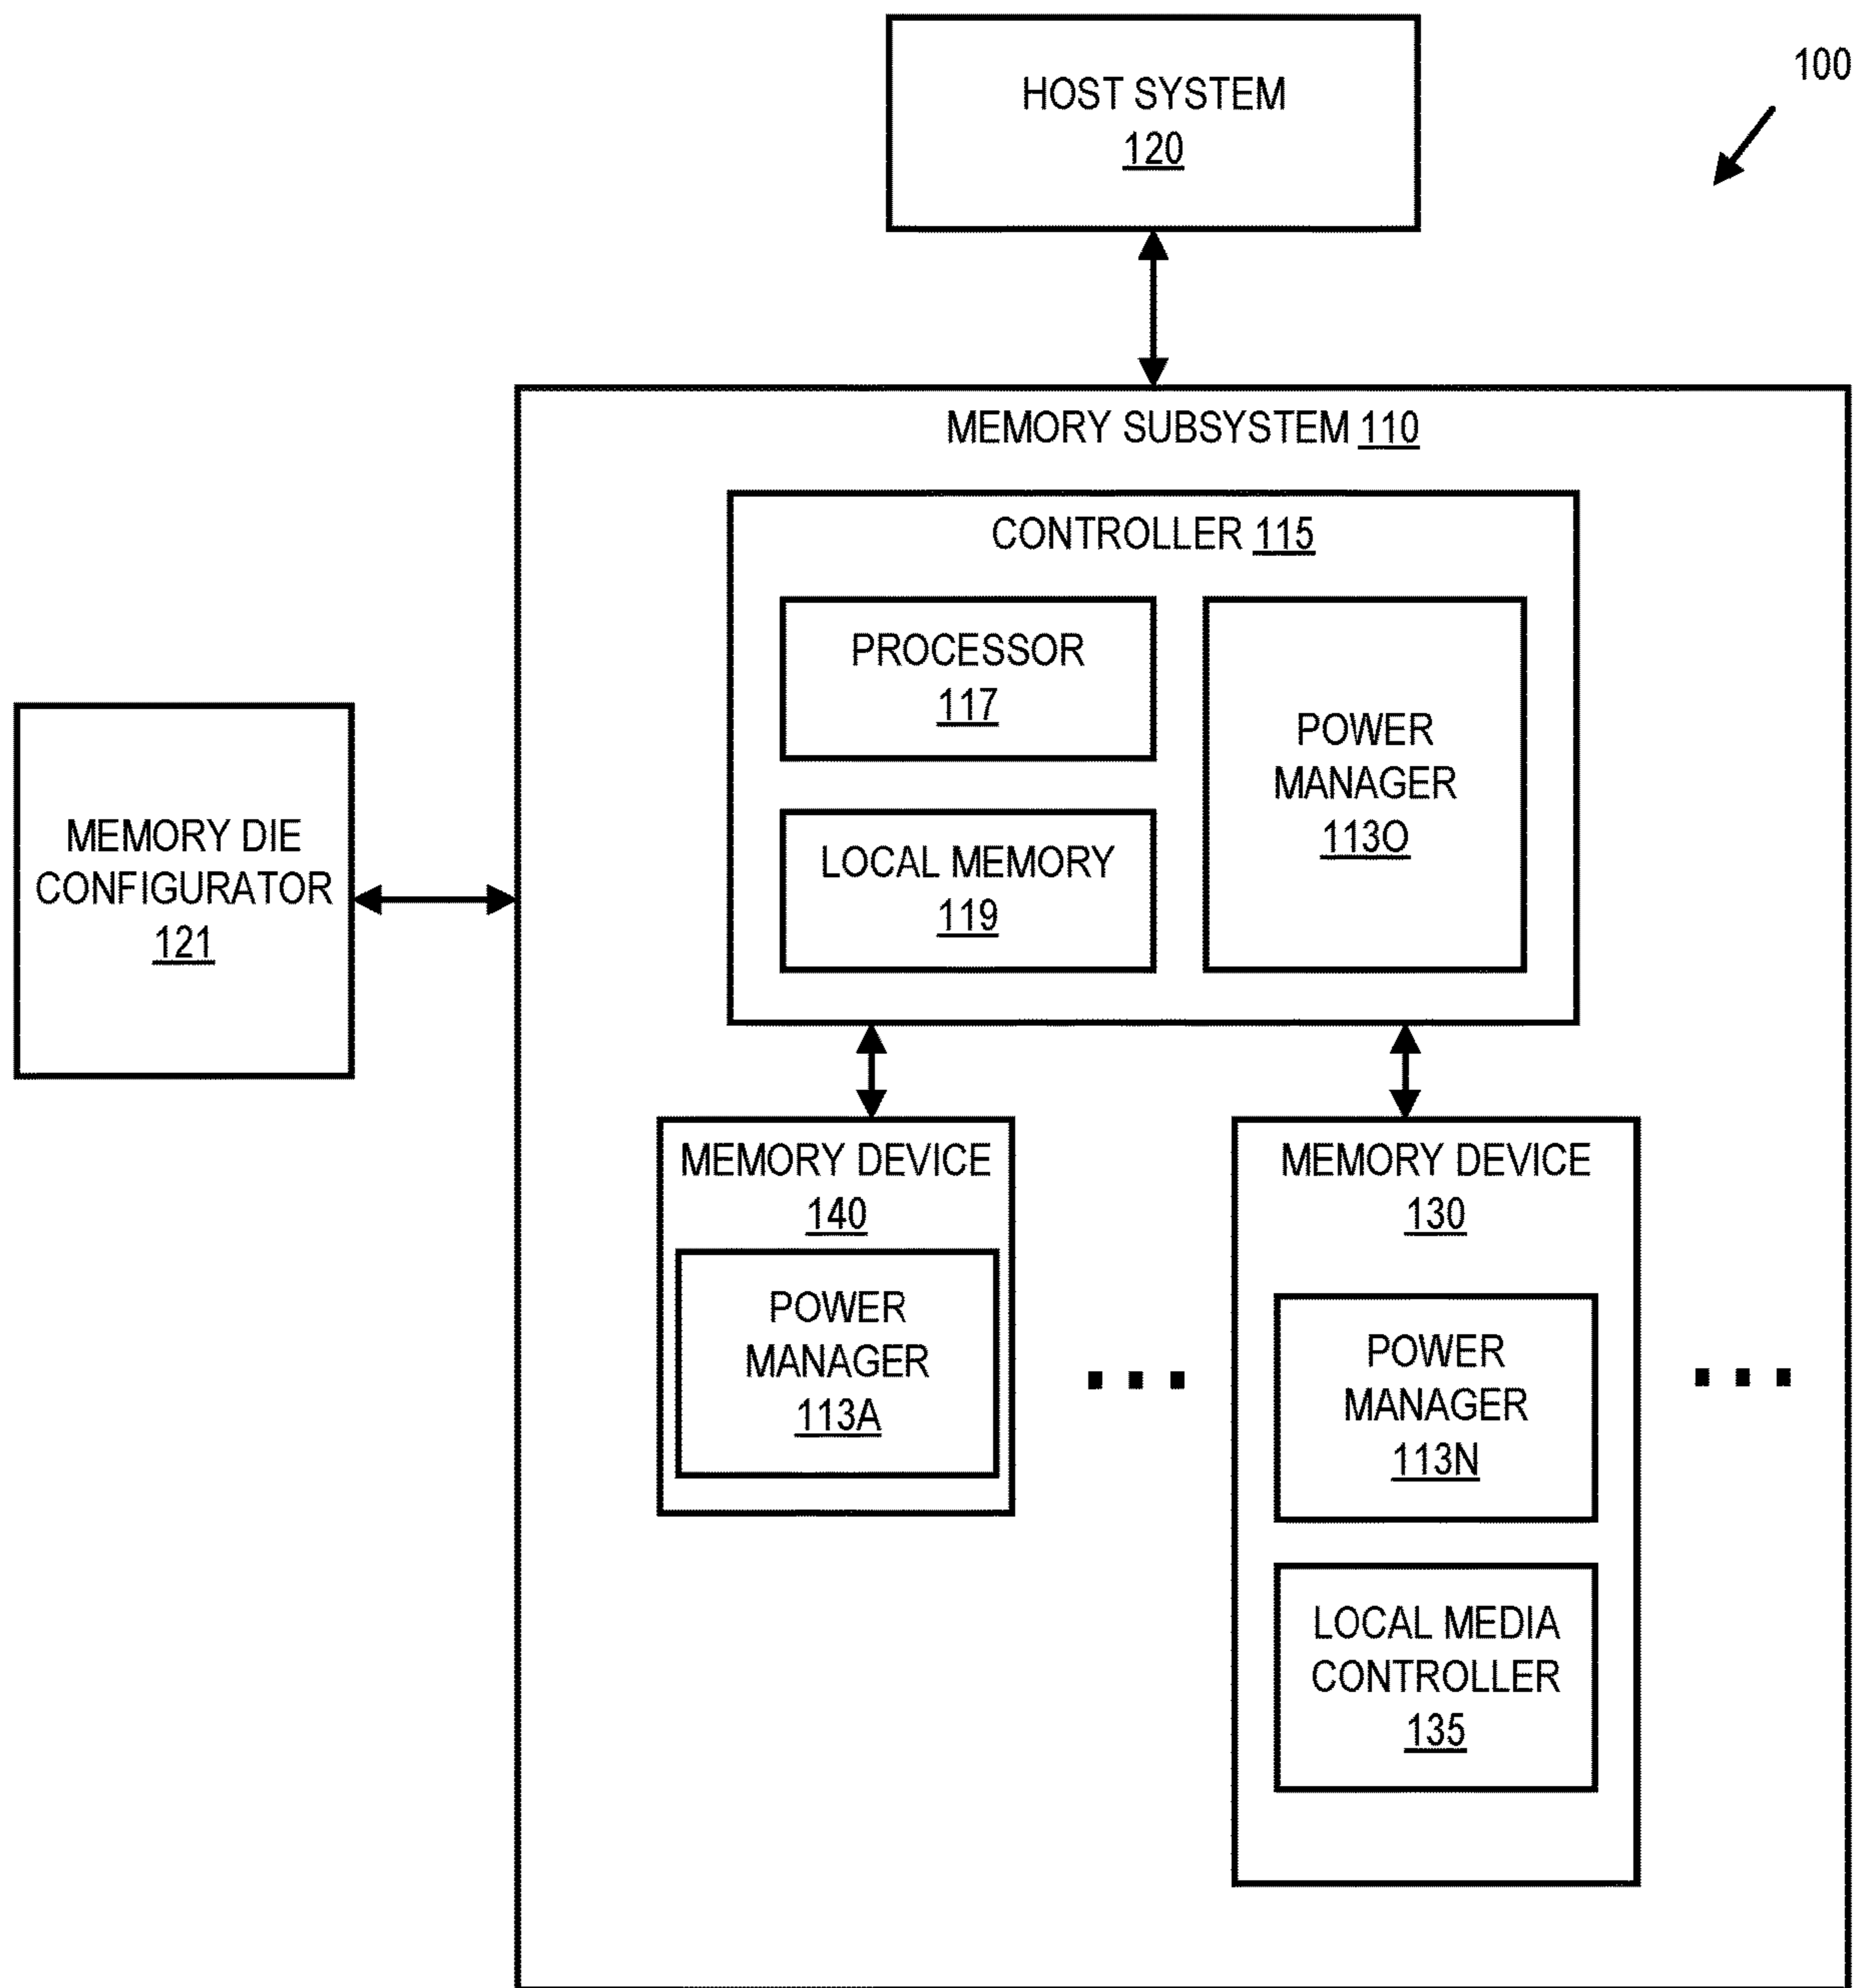 HOST SYSTEM
120
100
MEMORY SUBSYSTEM 110
CONTROLLER 115
PROCESSOR
117
LOCAL MEMORY
119
POWER
MANAGER
113O
MEMORY DIE
CONFIGURATOR
121
MEMORY DEVICE
140
POWER
MANAGER
113A
MEMORY DEVICE
130
POWER
MANAGER
113N
LOCAL MEDIA
CONTROLLER
135